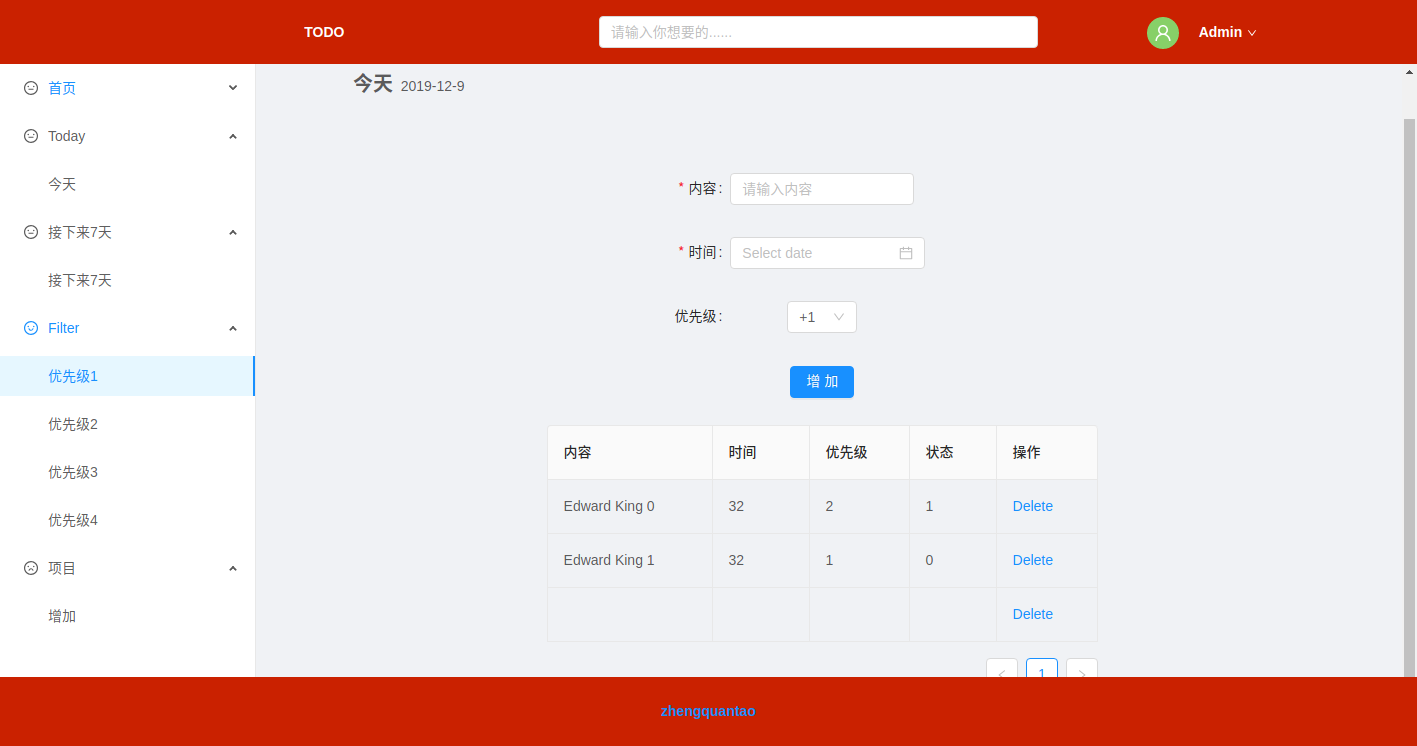 TODO
请输入你想要的......
Admin
首页
Today
今天
接下来7天
接下来7天
Filter
优先级1
优先级2
优先级3
优先级4
项目
增加
今天 2019-12-9
* 内容: 请输入内容
* 时间: Select date
优先级: +1
增 加
内容 时间 优先级 状态 操作
Edward King 0 32 2 1 Delete
Edward King 1 32 1 0 Delete
Delete
1
zhengquantao